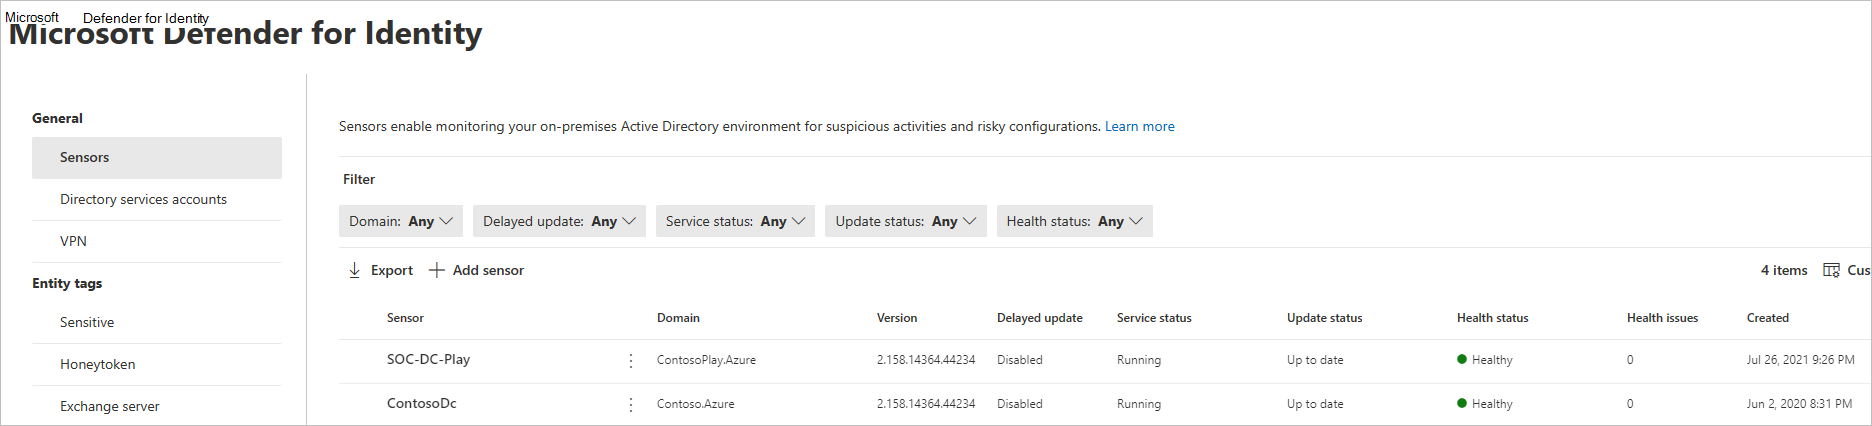 Microsoft Defender for Identity
Microsoft Defender for Identity
General
Sensors
Directory services accounts
VPN
Entity tags
Sensitive
Honeytoken
Exchange server
Sensors enable monitoring your on-premises Active Directory environment for suspicious activities and risky configurations. Learn more
Filter
Domain: Any Delayed update: Any Service status: Any Update status: Any Health status: Any
Export Add sensor 4 items Cus
Sensor Domain Version Delayed update Service status Update status Health status Health issues Created
SOC-DC-Play ContosoPlay.Azure 2.158.14364.44234 Disabled Running Up to date Healthy 0 Jul 26, 2021 9:26 PM
ContosoDc Contoso.Azure 2.158.14364.44234 Disabled Running Up to date Healthy 0 Jun 2, 2020 8:31 PM